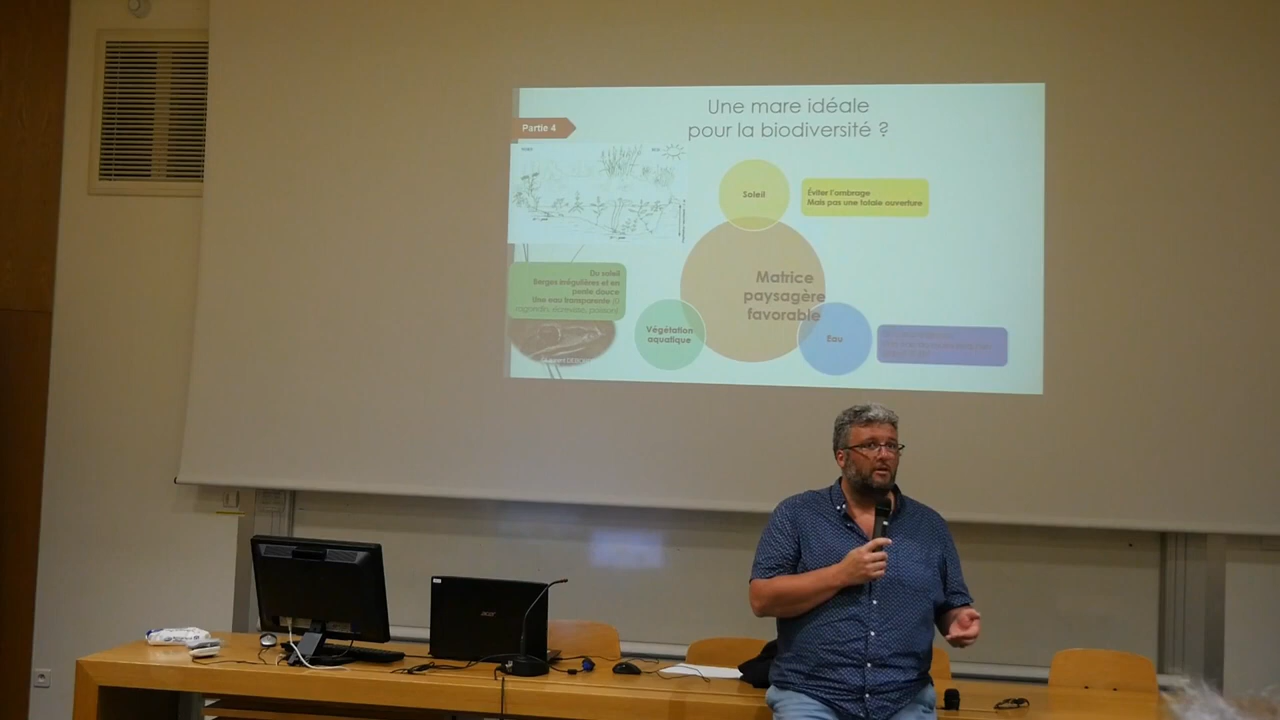 Une mare idéale
pour la biodiversité ?
Partie 4
Soleil
Éviter l'ombrage
Mais pas une totale ouverture
Du soleil
Berges irrégulières et en
pente douce
Une eau transparente
Matrice
paysagère
favorable
Végétation
aquatique
Eau
acer